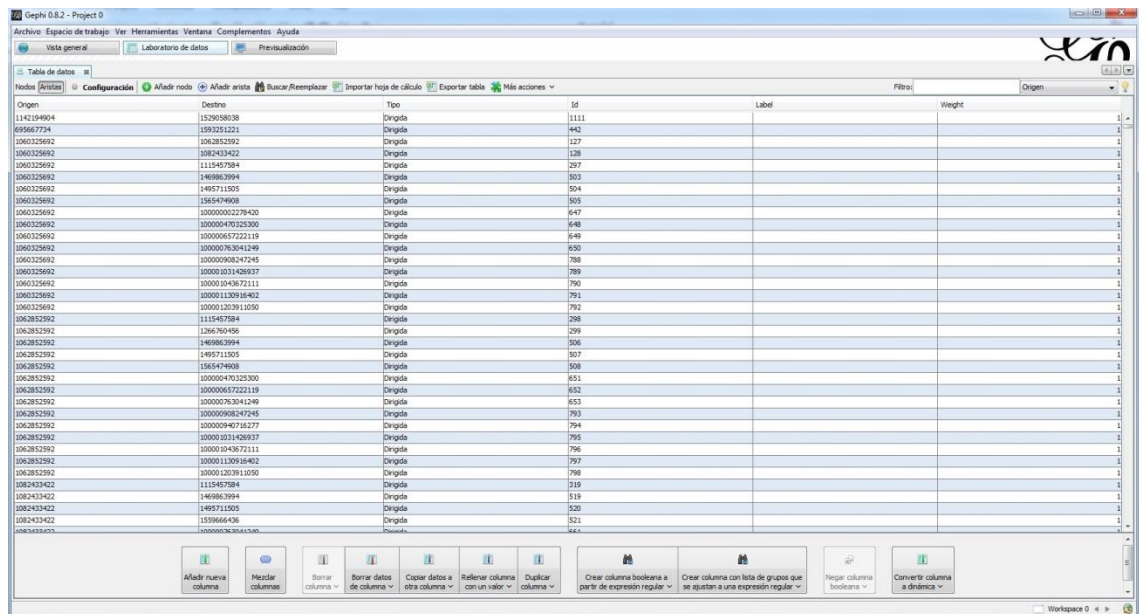 Gephi 0.8.2 - Project 0
Archivo Espacio de trabajo Ver Herramientas Ventana Complementos Ayuda
Vista general Laboratorio de datos Previsualización
Tabla de datos
Nodos Aristas Configuración Añadir nodo Añadir arista Buscar/Reemplazar Importar hoja de cálculo Exportar tabla Más acciones Filtro: Origen
Origen Destino Tipo Id Label Weight
1142194904 1529058038 Dirigida 1111 1
695667734 1593251221 Dirigida 442 1
1060325692 1062852592 Dirigida 127 1
1060325692 1082433422 Dirigida 128 1
1060325692 1115457584 Dirigida 297 1
1060325692 1469863994 Dirigida 503 1
1060325692 1495711505 Dirigida 504 1
1060325692 1565474908 Dirigida 505 1
1060325692 100000002278420 Dirigida 647 1
1060325692 100000470325300 Dirigida 648 1
1060325692 100000657222119 Dirigida 649 1
1060325692 100000763041249 Dirigida 650 1
1060325692 100000908247245 Dirigida 788 1
1060325692 100001031426937 Dirigida 789 1
1060325692 100001043672111 Dirigida 790 1
1060325692 100001130916402 Dirigida 791 1
1060325692 100001203911050 Dirigida 792 1
1062852592 1115457584 Dirigida 298 1
1062852592 1266760456 Dirigida 299 1
1062852592 1469863994 Dirigida 506 1
1062852592 1495711505 Dirigida 507 1
1062852592 1565474908 Dirigida 508 1
1062852592 100000470325300 Dirigida 651 1
1062852592 100000657222119 Dirigida 652 1
1062852592 100000763041249 Dirigida 653 1
1062852592 100000908247245 Dirigida 793 1
1062852592 100000940716277 Dirigida 794 1
1062852592 100001031426937 Dirigida 795 1
1062852592 100001043672111 Dirigida 796 1
1062852592 100001130916402 Dirigida 797 1
1062852592 100001203911050 Dirigida 798 1
1082433422 1115457584 Dirigida 319 1
1082433422 1469863994 Dirigida 519 1
1082433422 1495711505 Dirigida 520 1
1082433422 1559666436 Dirigida 521 1
Añadir nueva columna
Mezclar columnas
Borrar columna
Borrar datos de columna
Copiar datos a otra columna
Rellenar columna con un valor
Duplicar columna
Crear columna booleana a partir de expresión regular
Crear columna con lista de grupos que se ajustan a una expresión regular
Negar columna booleana
Convertir columna a dinámica
Workspace 0